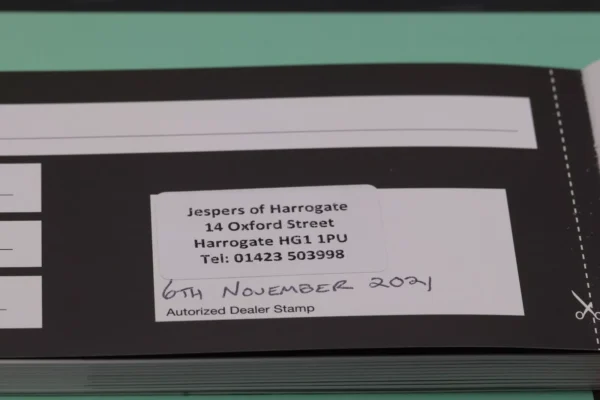 Jespers of Harrogate
14 Oxford Street
Harrogate HG1 1PU
Tel: 01423 503998
6TH NOVEMBER 2021
Autorized Dealer Stamp